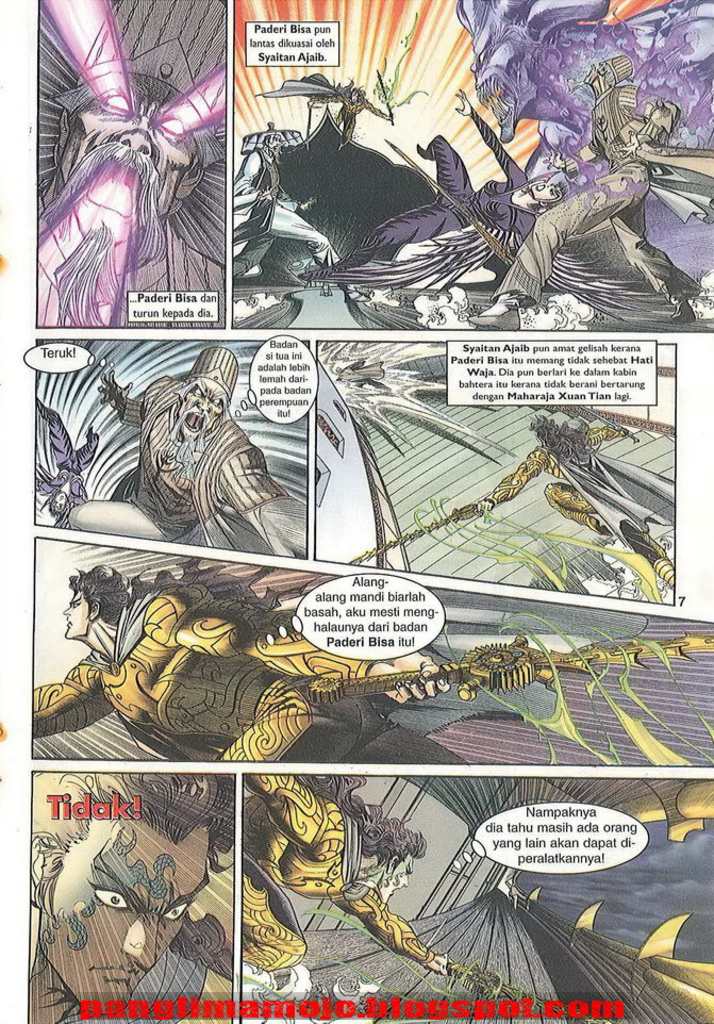 ...Paderi Bisa dan
turun kepada dia.
Paderi Bisa pun
lantas dikuasai oleh
Syaitan Ajaib.
Teruk!
Badan
si tua ini
adalah lebih
lemah dari-
pada badan
perempuan
itu!
Syaitan Ajaib pun amat gelisah kerana
Paderi Bisa itu memang tidak sehebat Hati
Waja. Dia pun berlari ke dalam kabin
bahtera itu kerana tidak berani bertarung
dengan Maharaja Xuan Tian lagi.
7
Alang-
alang mandi biarlah
basah, aku mesti meng-
halaunya dari badan
Paderi Bisa itu!
Tidak!
Nampaknya
dia tahu masih ada orang
yang lain akan dapat di-
peralatkannya!
panglimamojo.blogspot.com